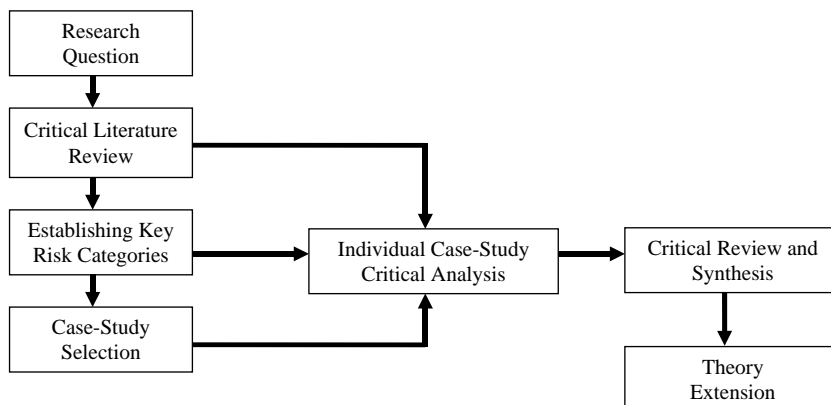 Research
Question
Critical Literature
Review
Establishing Key
Risk Categories
Case-Study
Selection
Individual Case-Study
Critical Analysis
Critical Review and
Synthesis
Theory
Extension